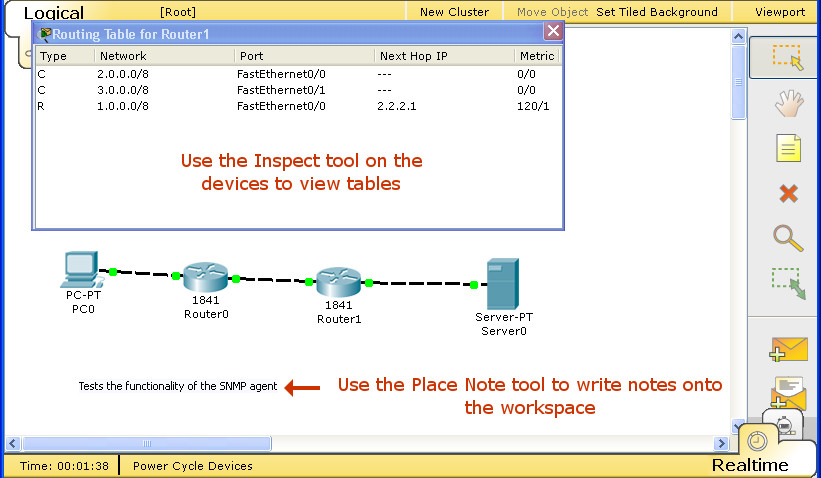 Logical
[Root]
New Cluster
Move Object
Set Tiled Background
Viewport
Routing Table for Router1
Type Network Port Next Hop IP Metric
C 2.0.0.0/8 FastEthernet0/0 --- 0/0
C 3.0.0.0/8 FastEthernet0/1 --- 0/0
R 1.0.0.0/8 FastEthernet0/0 2.2.2.1 120/1
Use the Inspect tool on the
devices to view tables
PC-PT
PC0
1841
Router0
1841
Router1
Server-PT
Server0
Tests the functionality of the SNMP agent
Use the Place Note tool to write notes onto
the workspace
Time: 00:01:38
Power Cycle Devices
Realtime